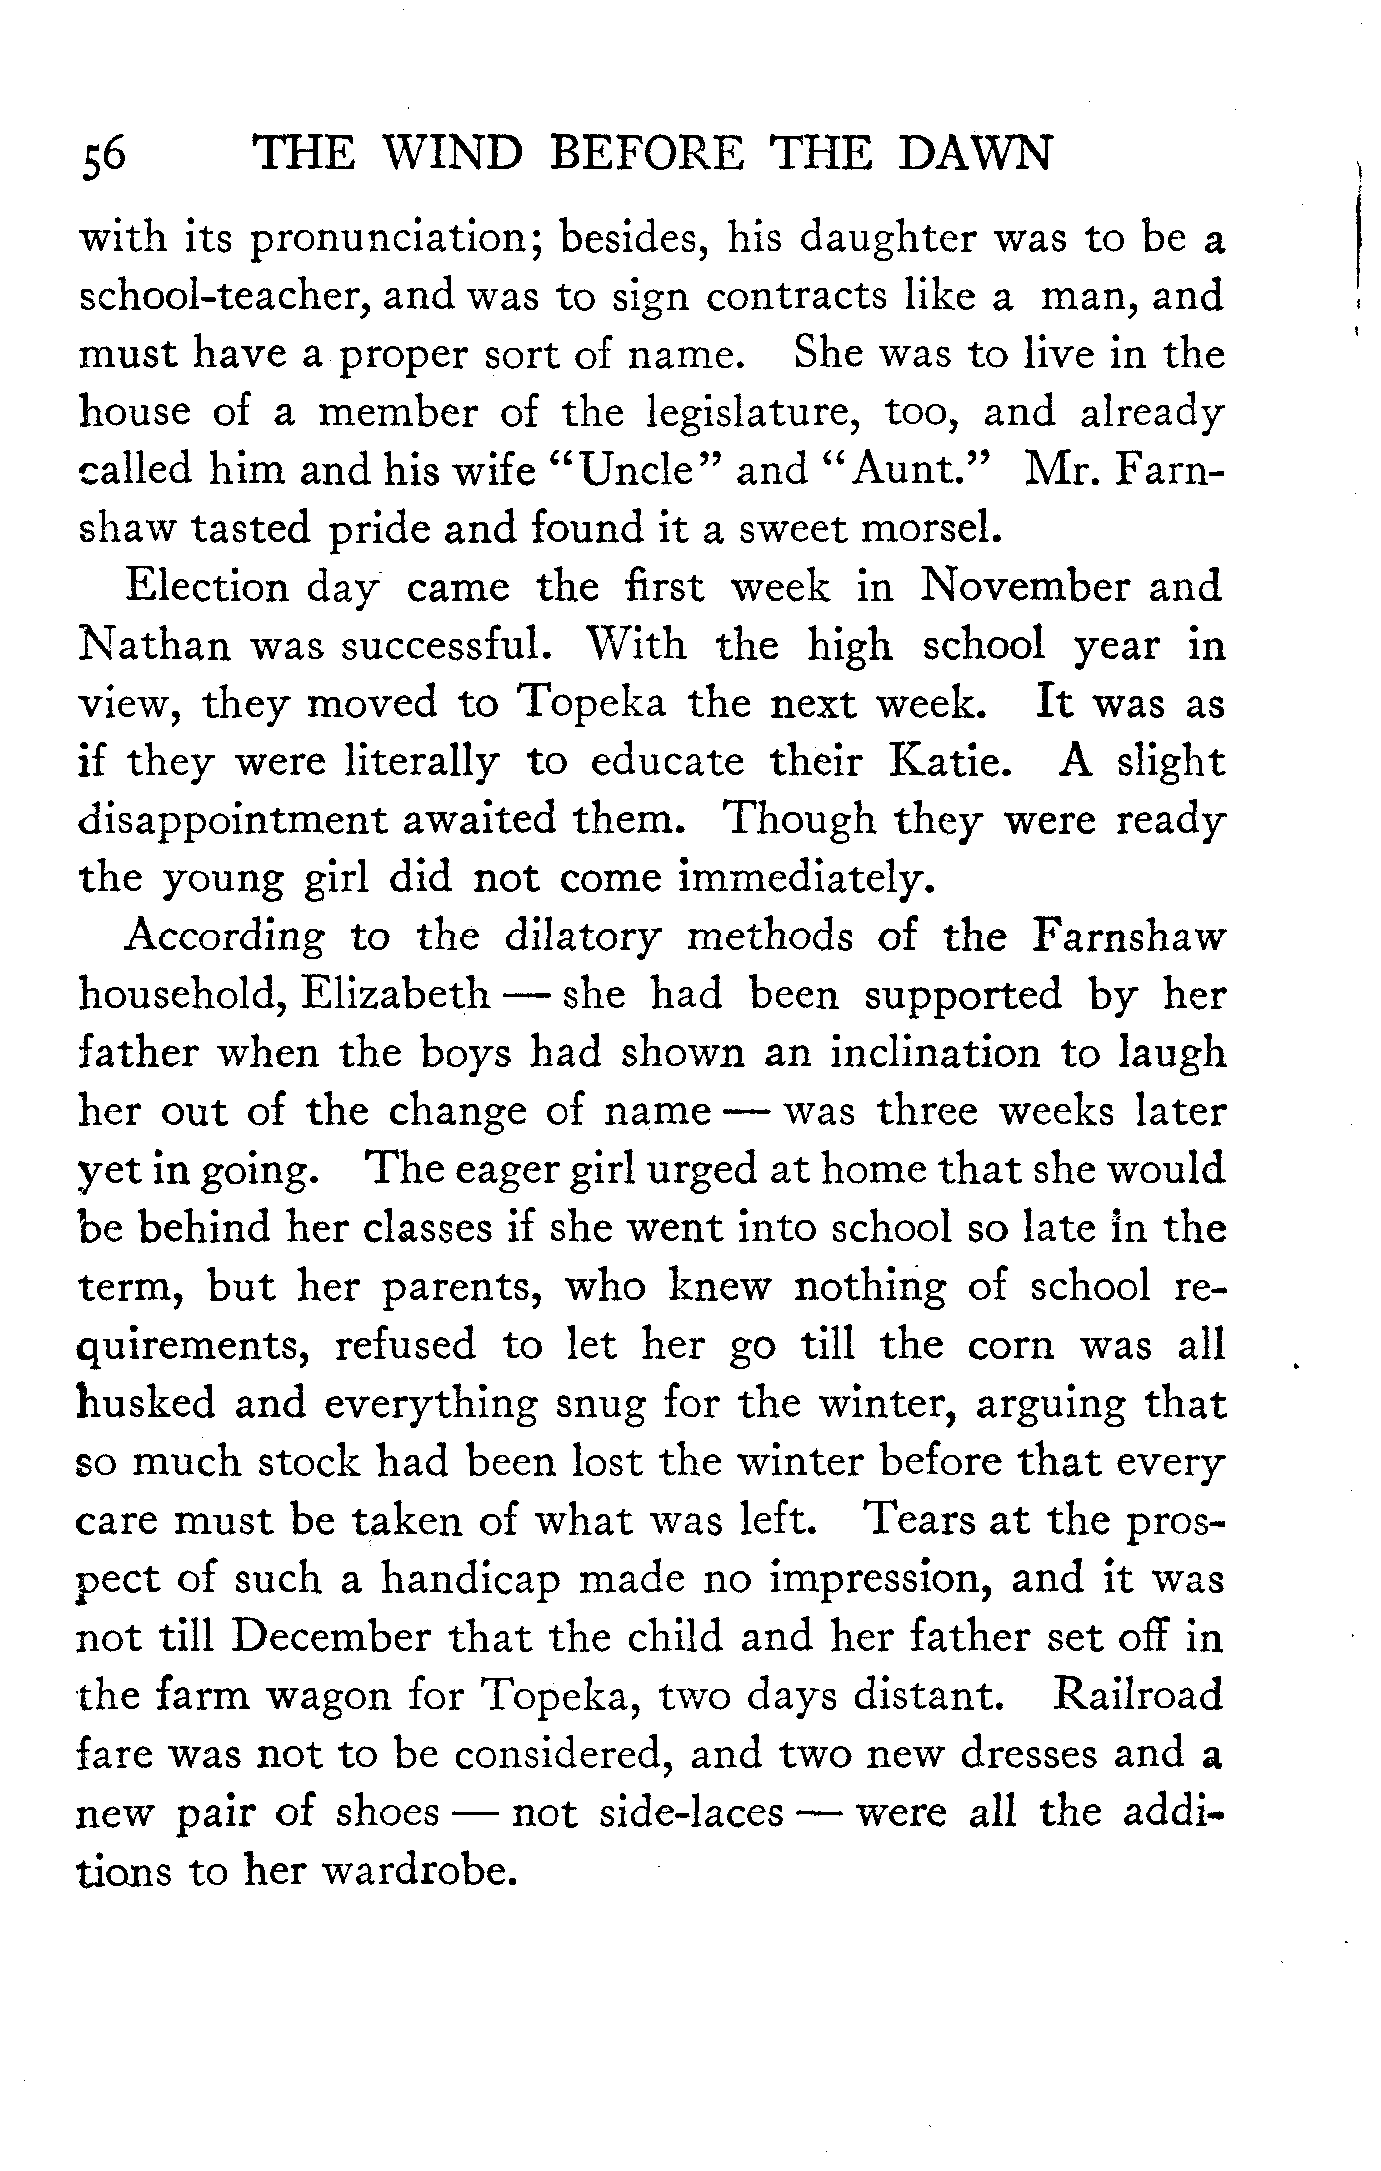 56 THE WIND BEFORE THE DAWN
with its pronunciation; besides, his daughter was to be a
school-teacher, and was to sign contracts like a man, and
must have a proper sort of name. She was to live in the
house of a member of the legislature, too, and already
called him and his wife “Uncle” and “Aunt.” Mr. Farn-
shaw tasted pride and found it a sweet morsel.
Election day came the first week in November and
Nathan was successful. With the high school year in
view, they moved to Topeka the next week. It was as
if they were literally to educate their Katie. A slight
disappointment awaited them. Though they were ready
the young girl did not come immediately.
According to the dilatory methods of the Farnshaw
household, Elizabeth — she had been supported by her
father when the boys had shown an inclination to laugh
her out of the change of name — was three weeks later
yet in going. The eager girl urged at home that she would
be behind her classes if she went into school so late in the
term, but her parents, who knew nothing of school re-
quirements, refused to let her go till the corn was all
husked and everything snug for the winter, arguing that
so much stock had been lost the winter before that every
care must be taken of what was left. Tears at the pros-
pect of such a handicap made no impression, and it was
not till December that the child and her father set off in
the farm wagon for Topeka, two days distant. Railroad
fare was not to be considered, and two new dresses and a
new pair of shoes — not side-laces — were all the addi-
tions to her wardrobe.